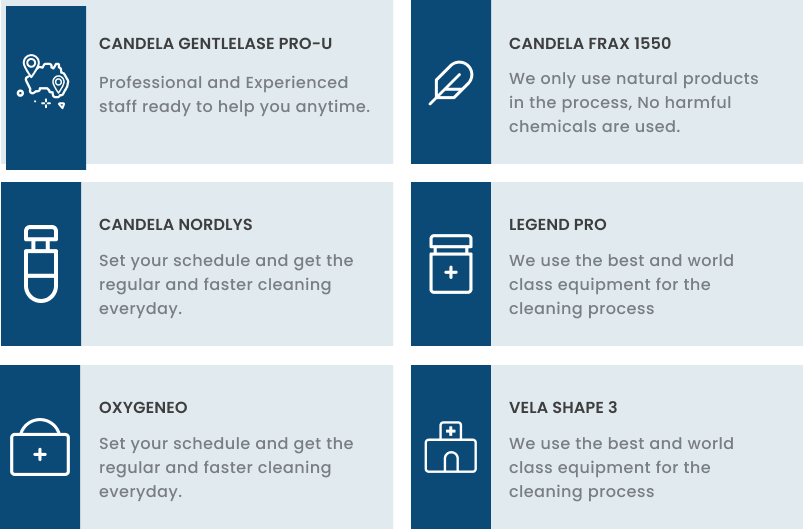 CANDELA GENTLELASE PRO-U
Professional and Experienced
staff ready to help you anytime.
CANDELA FRAX 1550
We only use natural products
in the process, No harmful
chemicals are used.
CANDELA NORDLYS
Set your schedule and get the
regular and faster cleaning
everyday.
LEGEND PRO
We use the best and world
class equipment for the
cleaning process
OXYGENEO
Set your schedule and get the
regular and faster cleaning
everyday.
VELA SHAPE 3
We use the best and world
class equipment for the
cleaning process